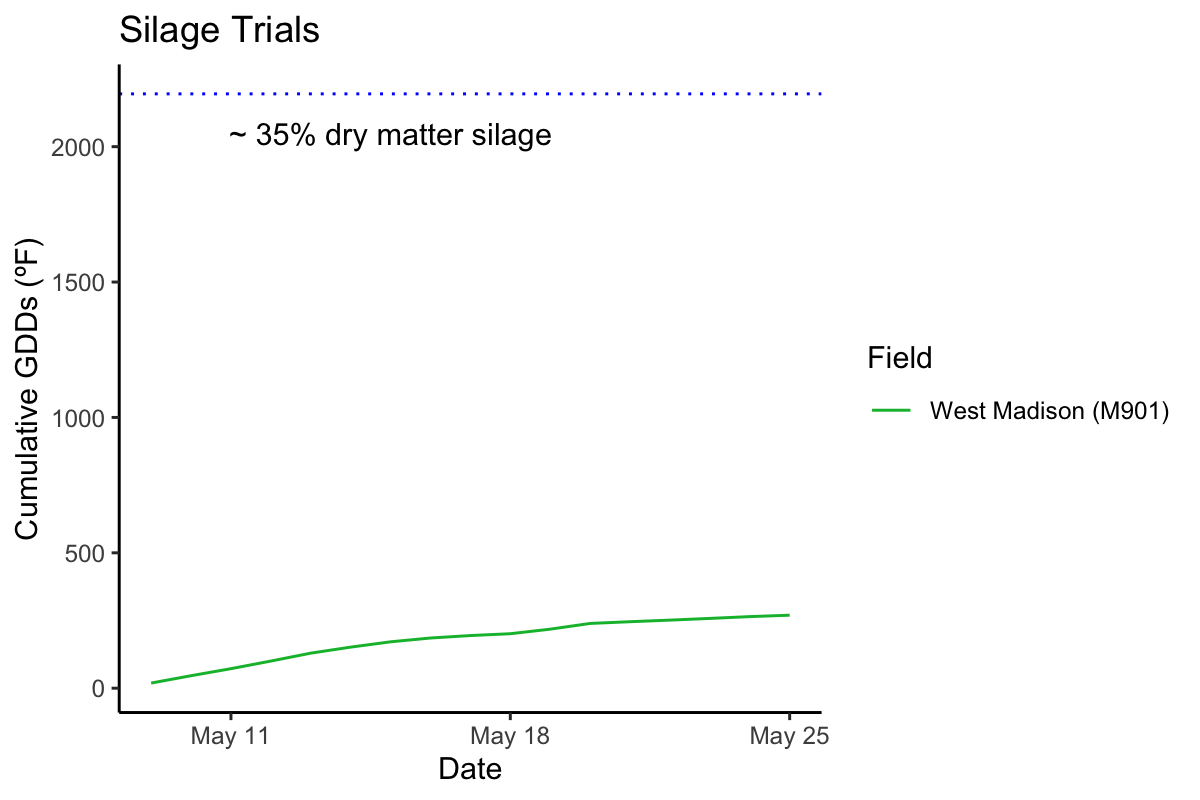 Silage Trials
~ 35% dry matter silage
2000
1500
1000
500
0
Cumulative GDDs (ºF)
May 11
May 18
May 25
Date
Field
West Madison (M901)